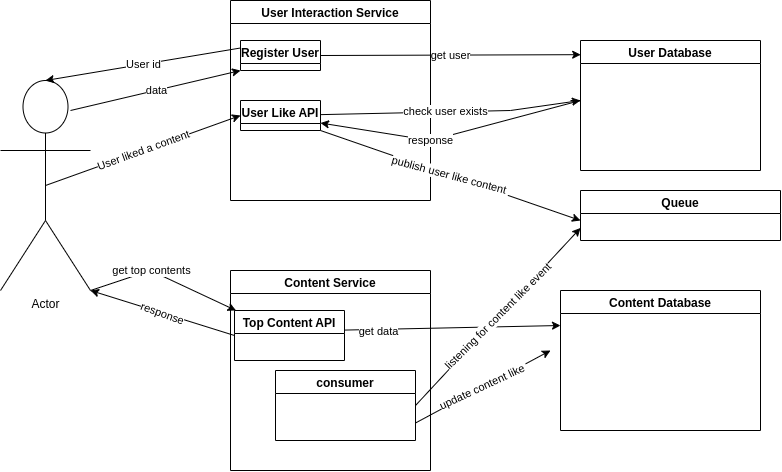 User Interaction Service
Register User
User id
get user
User Database
data
User Like API
check user exists
response
User liked a content
publish user like content
Queue
Actor
get top contents
Content Service
listening for content like event
Content Database
response
Top Content API
get data
consumer
update content like